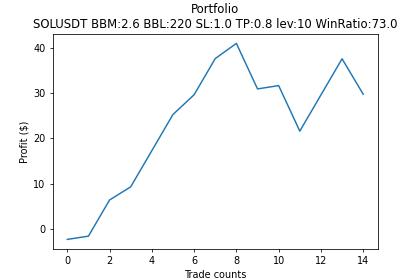 Portfolio
SOLUSDT BBM:2.6 BBL:220 SL:1.0 TP:0.8 lev:10 WinRatio:73.0
40
30
20
10
0
Profit ($)
0 2 4 6 8 10 12 14
Trade counts